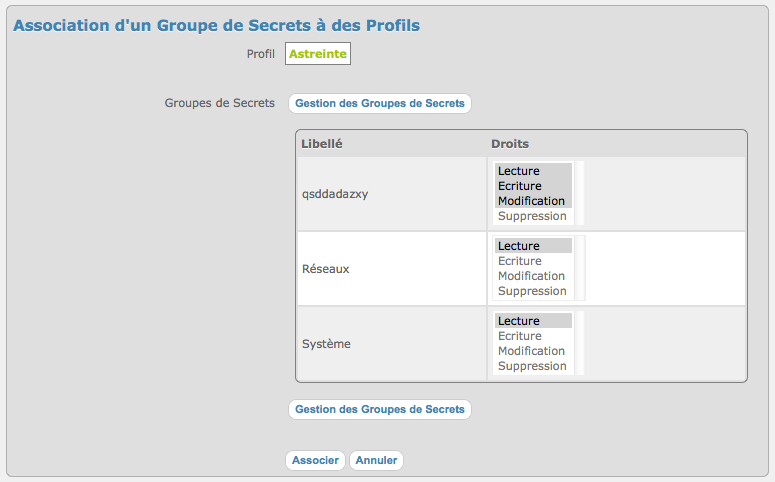 Association d'un Groupe de Secrets à des Profils
Profil Astreinte
Groupes de Secrets Gestion des Groupes de Secrets
Libellé Droits
qsddadazxy
Lecture
Ecriture
Modification
Suppression
Réseaux
Lecture
Ecriture
Modification
Suppression
Système
Lecture
Ecriture
Modification
Suppression
Gestion des Groupes de Secrets
Associer Annuler